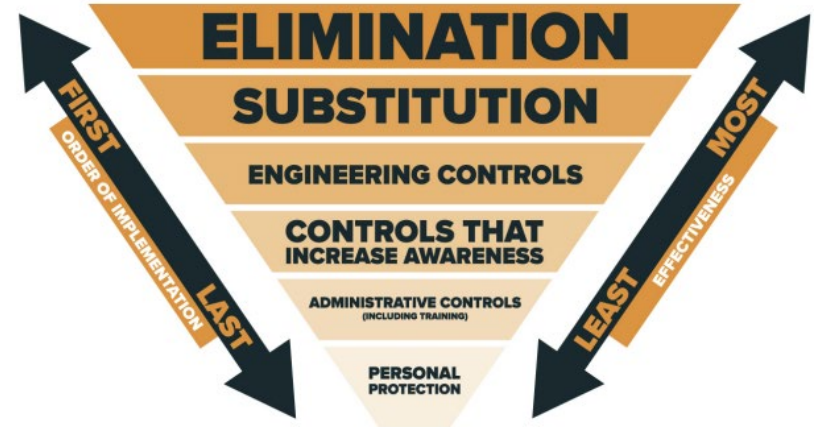 ELIMINATION
SUBSTITUTION
ENGINEERING CONTROLS
CONTROLS THAT
INCREASE AWARENESS
ADMINISTRATIVE CONTROLS
(INCLUDING TRAINING)
PERSONAL
PROTECTION
FIRST
ORDER OF IMPLEMENTATION
LAST
MOST
EFFECTIVENESS
LEAST